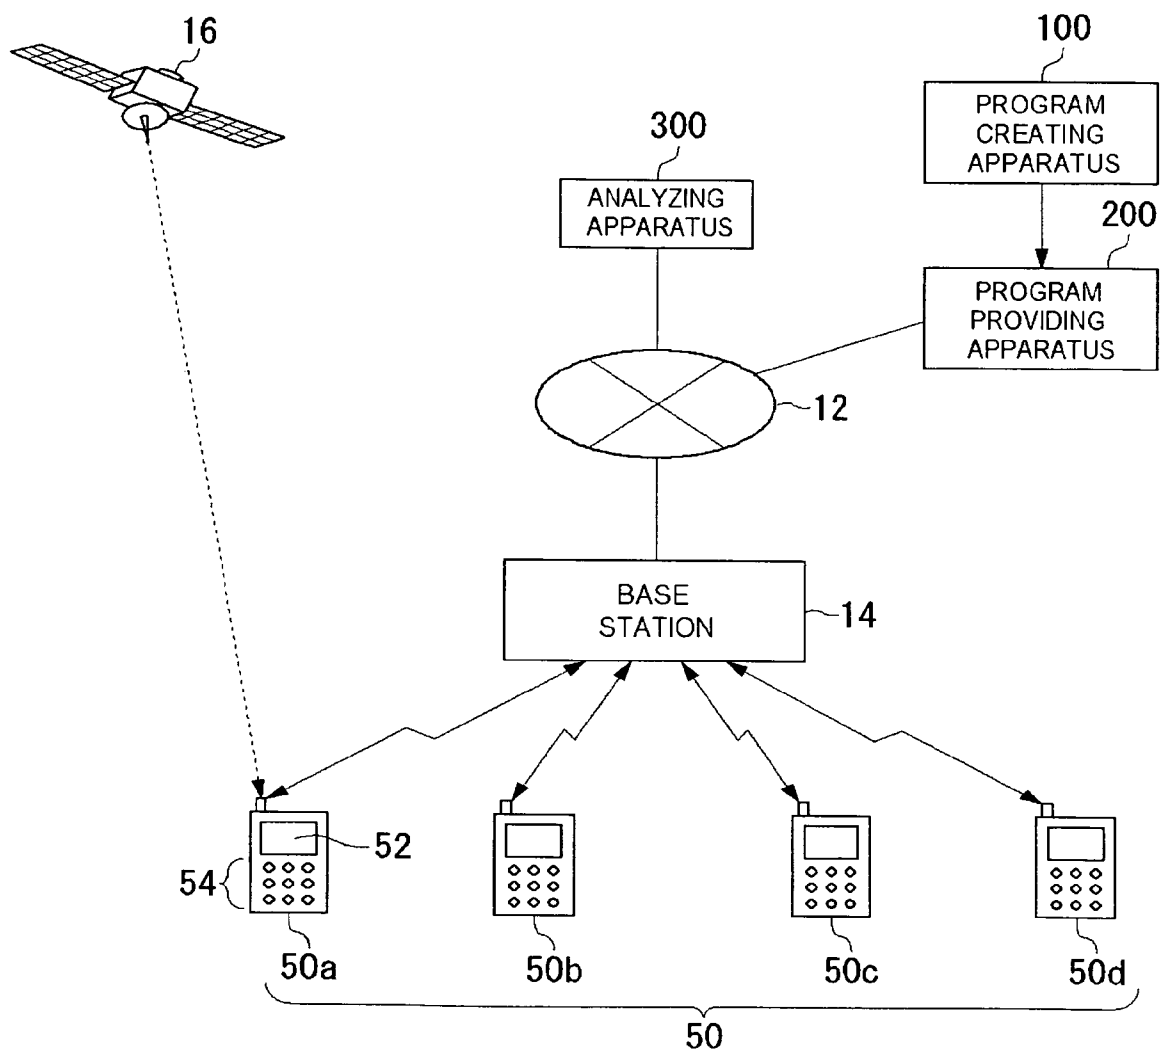 16
100
PROGRAM
CREATING
APPARATUS
300
ANALYZING
APPARATUS
200
PROGRAM
PROVIDING
APPARATUS
12
BASE
STATION
14
52
54
50a
50b
50c
50d
50